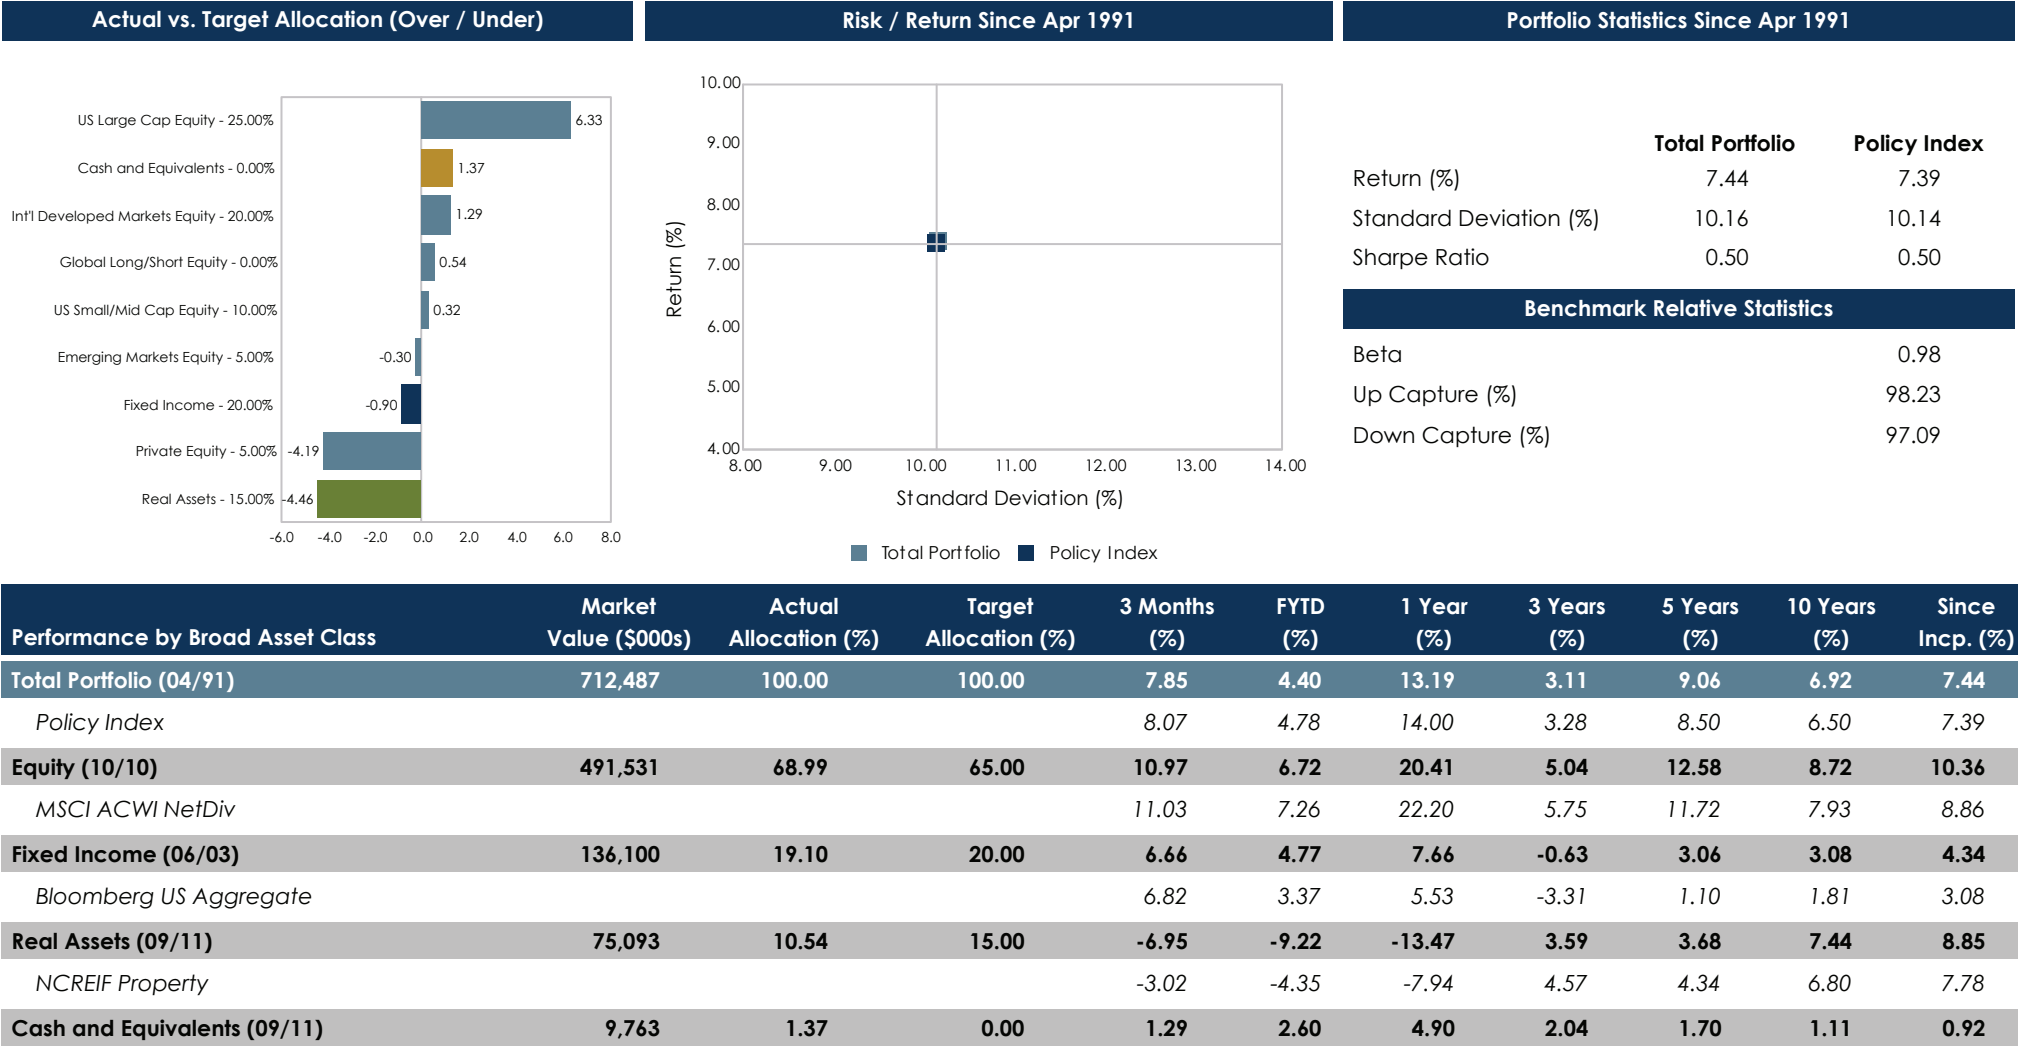 Actual vs. Target Allocation (Over / Under)
US Large Cap Equity - 25.00% 6.33
Cash and Equivalents - 0.00% 1.37
Int'l Developed Markets Equity - 20.00% 1.29
Global Long/Short Equity - 0.00% 0.54
US Small/Mid Cap Equity - 10.00% 0.32
Emerging Markets Equity - 5.00% -0.30
Fixed Income - 20.00% -0.90
Private Equity - 5.00% -4.19
Real Assets - 15.00% -4.46
-6.0 -4.0 -2.0 0.0 2.0 4.0 6.0 8.0
Risk / Return Since Apr 1991
Return (%)
10.00
9.00
8.00
7.00
6.00
5.00
4.00
8.00 9.00 10.00 11.00 12.00 13.00 14.00
Standard Deviation (%)
Total Portfolio Policy Index
Portfolio Statistics Since Apr 1991
Total Portfolio Policy Index
Return (%) 7.44 7.39
Standard Deviation (%) 10.16 10.14
Sharpe Ratio 0.50 0.50
Benchmark Relative Statistics
Beta 0.98
Up Capture (%) 98.23
Down Capture (%) 97.09
Market Actual Target 3 Months FYTD 1 Year 3 Years 5 Years 10 Years Since
Performance by Broad Asset Class Value ($000s) Allocation (%) Allocation (%) (%) (%) (%) (%) (%) (%) Incp. (%)
Total Portfolio (04/91) 712,487 100.00 100.00 7.85 4.40 13.19 3.11 9.06 6.92 7.44
Policy Index 8.07 4.78 14.00 3.28 8.50 6.50 7.39
Equity (10/10) 491,531 68.99 65.00 10.97 6.72 20.41 5.04 12.58 8.72 10.36
MSCI ACWI NetDiv 11.03 7.26 22.20 5.75 11.72 7.93 8.86
Fixed Income (06/03) 136,100 19.10 20.00 6.66 4.77 7.66 -0.63 3.06 3.08 4.34
Bloomberg US Aggregate 6.82 3.37 5.53 -3.31 1.10 1.81 3.08
Real Assets (09/11) 75,093 10.54 15.00 -6.95 -9.22 -13.47 3.59 3.68 7.44 8.85
NCREIF Property -3.02 -4.35 -7.94 4.57 4.34 6.80 7.78
Cash and Equivalents (09/11) 9,763 1.37 0.00 1.29 2.60 4.90 2.04 1.70 1.11 0.92